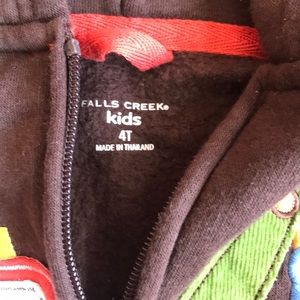 FALLS CREEK®
kids
4T
MADE IN THAILAND